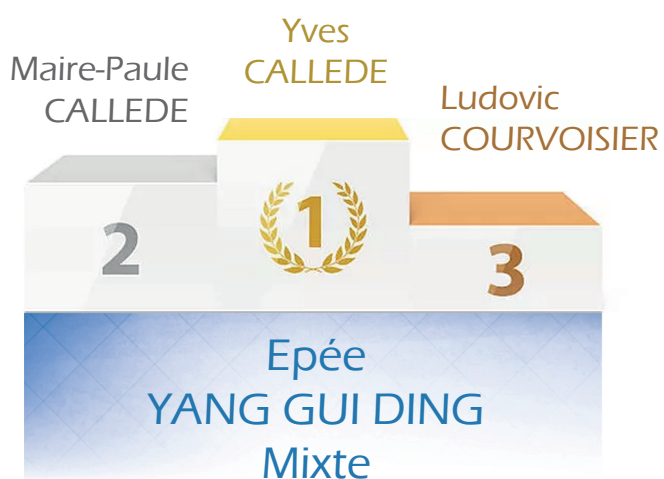 Yves
CALLEDE
Maire-Paule
CALLEDE
Ludovic
COURVOISIER
1
2
3
Epée
YANG GUI DING
Mixte